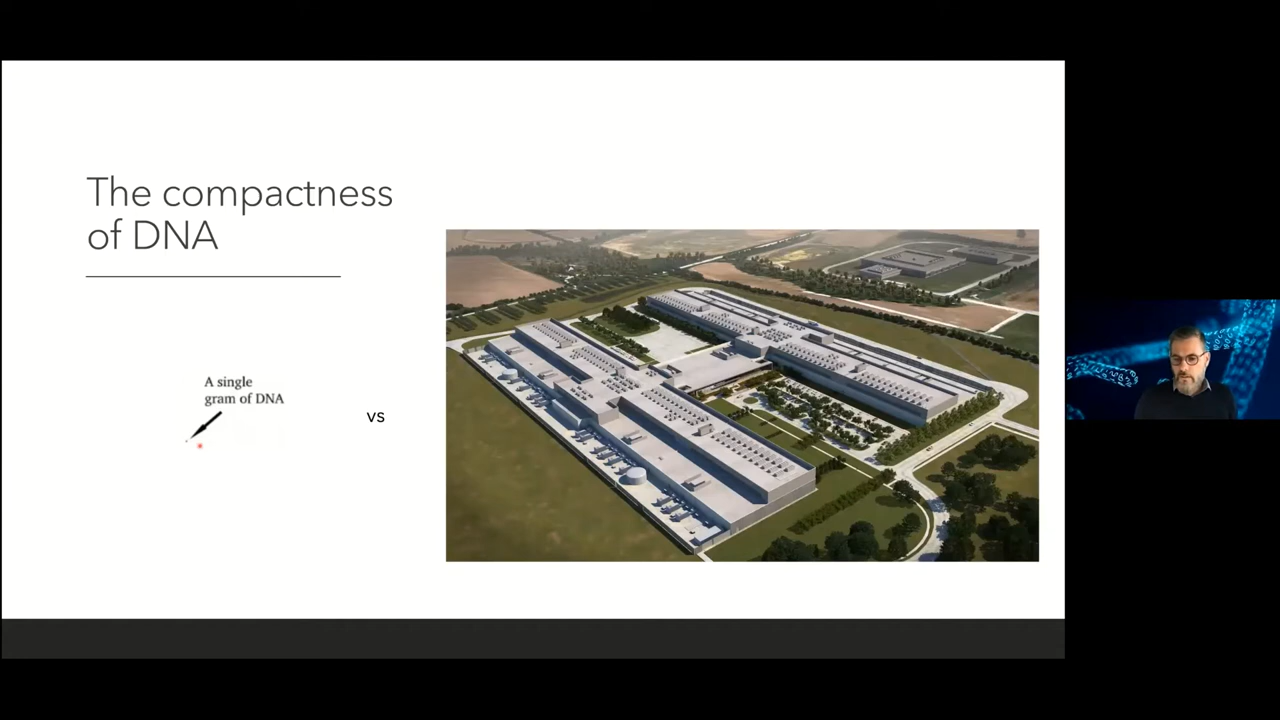 The compactness
of DNA
A single
gram of DNA
vs